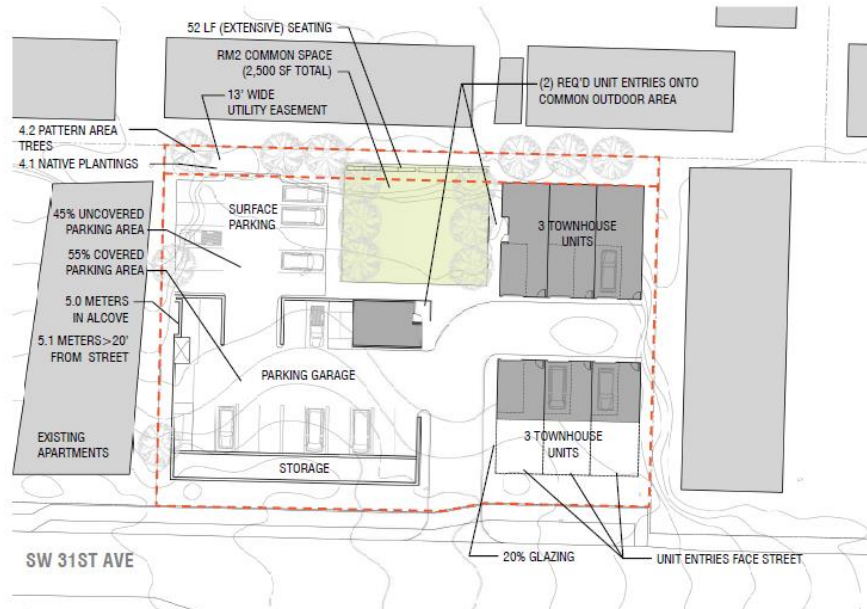 52 LF (EXTENSIVE) SEATING
RM2 COMMON SPACE
(2,500 SF TOTAL)
(2) REQ'D UNIT ENTRIES ONTO
COMMON OUTDOOR AREA
13' WIDE
UTILITY EASEMENT
4.2 PATTERN AREA
TREES
4.1 NATIVE PLANTINGS
45% UNCOVERED
PARKING AREA
SURFACE
PARKING
3 TOWNHOUSE
UNITS
55% COVERED
PARKING AREA
5.0 METERS
IN ALCOVE
5.1 METERS>20'
FROM STREET
PARKING GARAGE
EXISTING
APARTMENTS
3 TOWNHOUSE
UNITS
STORAGE
SW 31ST AVE
20% GLAZING
UNIT ENTRIES FACE STREET